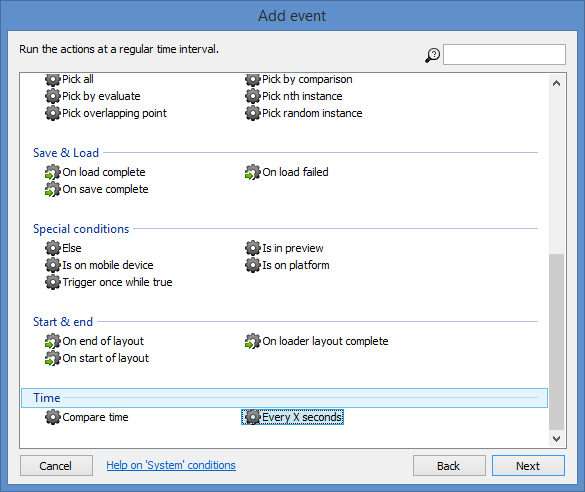 Add event
Run the actions at a regular time interval.
Pick all Pick by comparison
Pick by evaluate Pick nth instance
Pick overlapping point Pick random instance
Save & Load
On load complete On load failed
On save complete
Special conditions
Else Is in preview
Is on mobile device Is on platform
Trigger once while true
Start & end
On end of layout On loader layout complete
On start of layout
Time
Compare time Every X seconds
Cancel Help on 'System' conditions Back Next